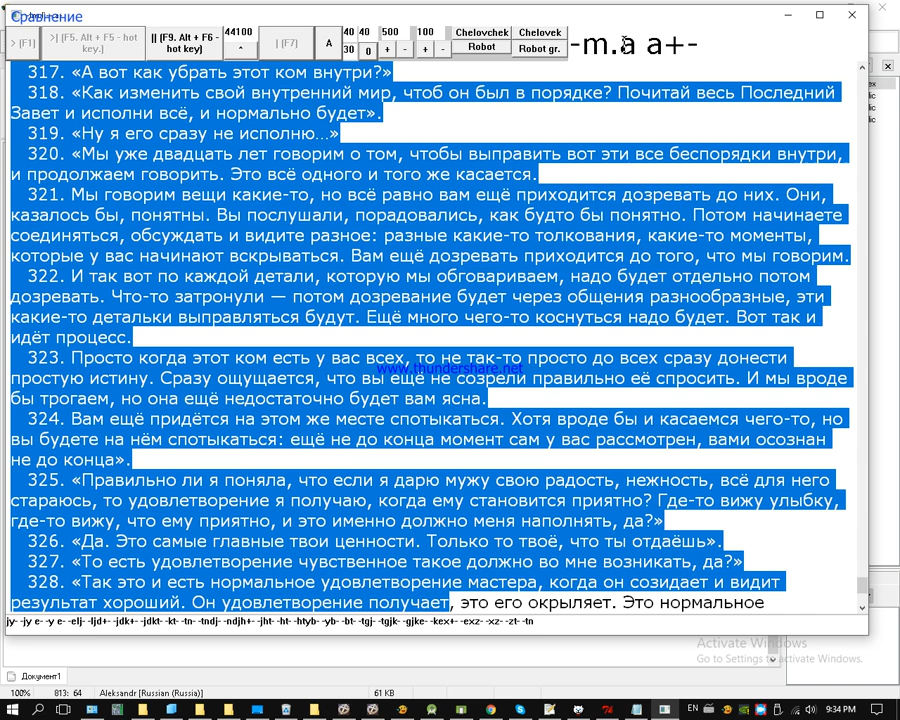 Сравнение
> [F1]
>| (F5. Alt + F5 - hot key.)
|| (F9. Alt + F6 - hot key)
44100
^
| (F7)
A
40 40 500 100
30 0 + - + -
Chelovchek Chelovek
Robot Robot gr.
-m.a a+-
317. «А вот как убрать этот ком внутри?»
318. «Как изменить свой внутренний мир, чтоб он был в порядке? Почитай весь Последний
Завет и исполни всё, и нормально будет».
319. «Ну я его сразу не исполню…»
320. «Мы уже двадцать лет говорим о том, чтобы выправить вот эти все беспорядки внутри,
и продолжаем говорить. Это всё одного и того же касается.
321. Мы говорим вещи какие-то, но всё равно вам ещё приходится дозревать до них. Они,
казалось бы, понятны. Вы послушали, порадовались, как будто бы понятно. Потом начинаете
соединяться, обсуждать и видите разное: разные какие-то толкования, какие-то моменты,
которые у вас начинают вскрываться. Вам ещё дозревать приходится до того, что мы говорим.
322. И так вот по каждой детали, которую мы обговариваем, надо будет отдельно потом
дозревать. Что-то затронули — потом дозревание будет через общения разнообразные, эти
какие-то детальки выправляться будут. Ещё много чего-то коснуться надо будет. Вот так и
идёт процесс.
323. Просто когда этот ком есть у вас всех, то не так-то просто до всех сразу донести
www.thundershare.net
простую истину. Сразу ощущается, что вы ещё не созрели правильно её спросить. И мы вроде
бы трогаем, но она ещё недостаточно будет вам ясна.
324. Вам ещё придётся на этом же месте спотыкаться. Хотя вроде бы и касаемся чего-то, но
вы будете на нём спотыкаться: ещё не до конца момент сам у вас рассмотрен, вами осознан
не до конца».
325. «Правильно ли я поняла, что если я дарю мужу свою радость, нежность, всё для него
стараюсь, то удовлетворение я получаю, когда ему становится приятно? Где-то вижу улыбку,
где-то вижу, что ему приятно, и это именно должно меня наполнять, да?»
326. «Да. Это самые главные твои ценности. Только то твоё, что ты отдаёшь».
327. «То есть удовлетворение чувственное такое должно во мне возникать, да?»
328. «Так это и есть нормальное удовлетворение мастера, когда он созидает и видит
результат хороший. Он удовлетворение получает, это его окрыляет. Это нормальное
jy- -jy e- -y e- -elj- -ljd+- -jdk+- -jdkt- -kt- -tn- -tndj- -ndjh+- -jht- -ht- -htyb- -yb- -bt- -tgj- -tgjk- -gjke- -kex+- -exz- -xz- -zt- -tn
Activate Windows
Go to Settings to activate Windows.
Документ1
100% 813: 64 Aleksandr [Russian (Russia)] 61 KB
EN 9:34 PM